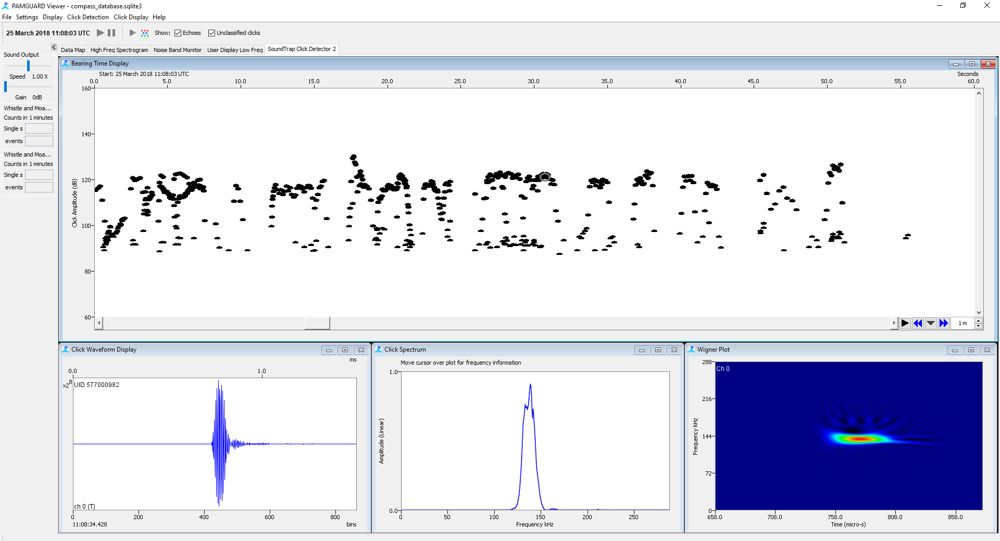 PAMGUARD Viewer - compass_database.sqlite3
File Settings Display Click Detection Click Display Help
25 March 2018 11:08:03 UTC Show: Echoes Unclassified clicks
Data Map High Freq Spectrogram Noise Band Monitor User Display Low Freq SoundTrap Click Detector 2
Sound Output
Speed 1.00 X
Gain 0dB
Whistle and Moa...
Counts in 1 minutes
Single s
events
Whistle and Moa...
Counts in 1 minutes
Single s
events
Bearing Time Display
Start: 25 March 2018 11:08:03 UTC Seconds
0.0 5.0 10.0 15.0 20.0 25.0 30.0 35.0 40.0 45.0 50.0 55.0 60.0
160
140
120
100
80
60
Click Amplitude (dB)
1 m
Click Waveform Display
ms
0.0 1.0
x2^8 UID 577000982
ch 0 (T)
0 200 400 600 800
11:08:34.428 bins
Click Spectrum
Move cursor over plot for frequency information
1.0
Amplitude (Linear)
0.0
0 50 100 150 200 250
Frequency kHz
Wigner Plot
Ch 0
288
216
144
72
0
Frequency kHz
658.0 708.0 758.0 808.0 858.0
Time (micro-s)